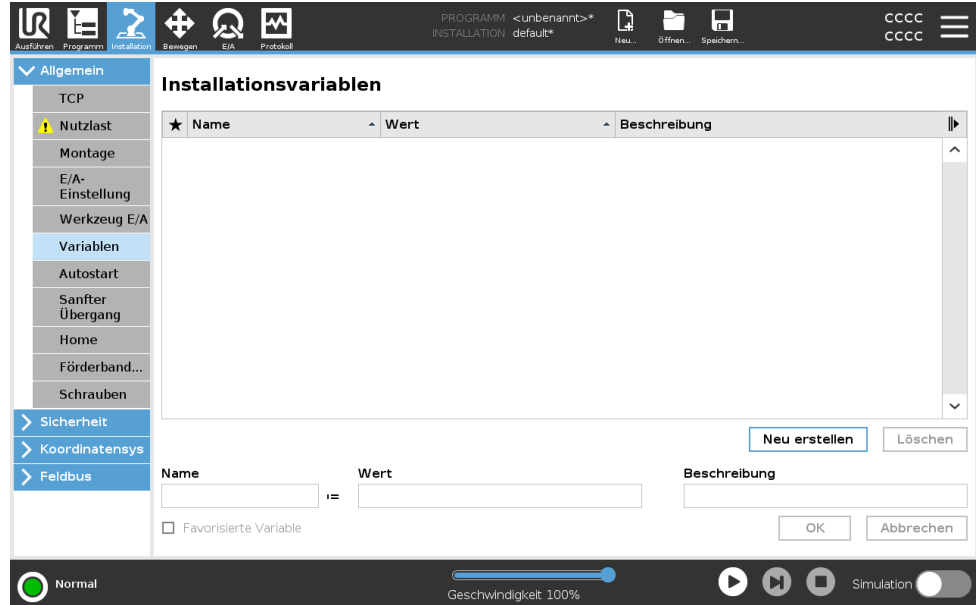 PROGRAMM <unbenannt>*
INSTALLATION default*
Ausführen Programm Installation Bewegen E/A Protokoll Neu... Öffnen... Speichern...
CCCC
CCCC
Allgemein
TCP
Nutzlast
Montage
E/A-
Einstellung
Werkzeug E/A
Variablen
Autostart
Sanfter
Übergang
Home
Förderband...
Schrauben
Sicherheit
Koordinatensys
Feldbus
Installationsvariablen
Name Wert Beschreibung
Neu erstellen Löschen
Name Wert Beschreibung
:=
Favorisierte Variable OK Abbrechen
Normal
Geschwindigkeit 100%
Simulation